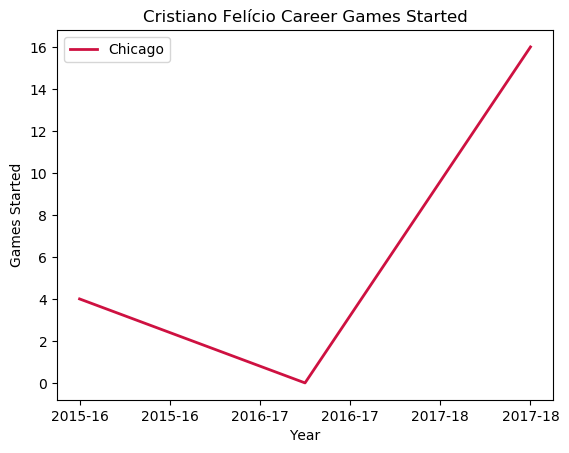 Cristiano Felício Career Games Started
Chicago
16
14
12
10
8
6
4
2
0
Games Started
2015-16 2015-16 2016-17 2016-17 2017-18 2017-18
Year